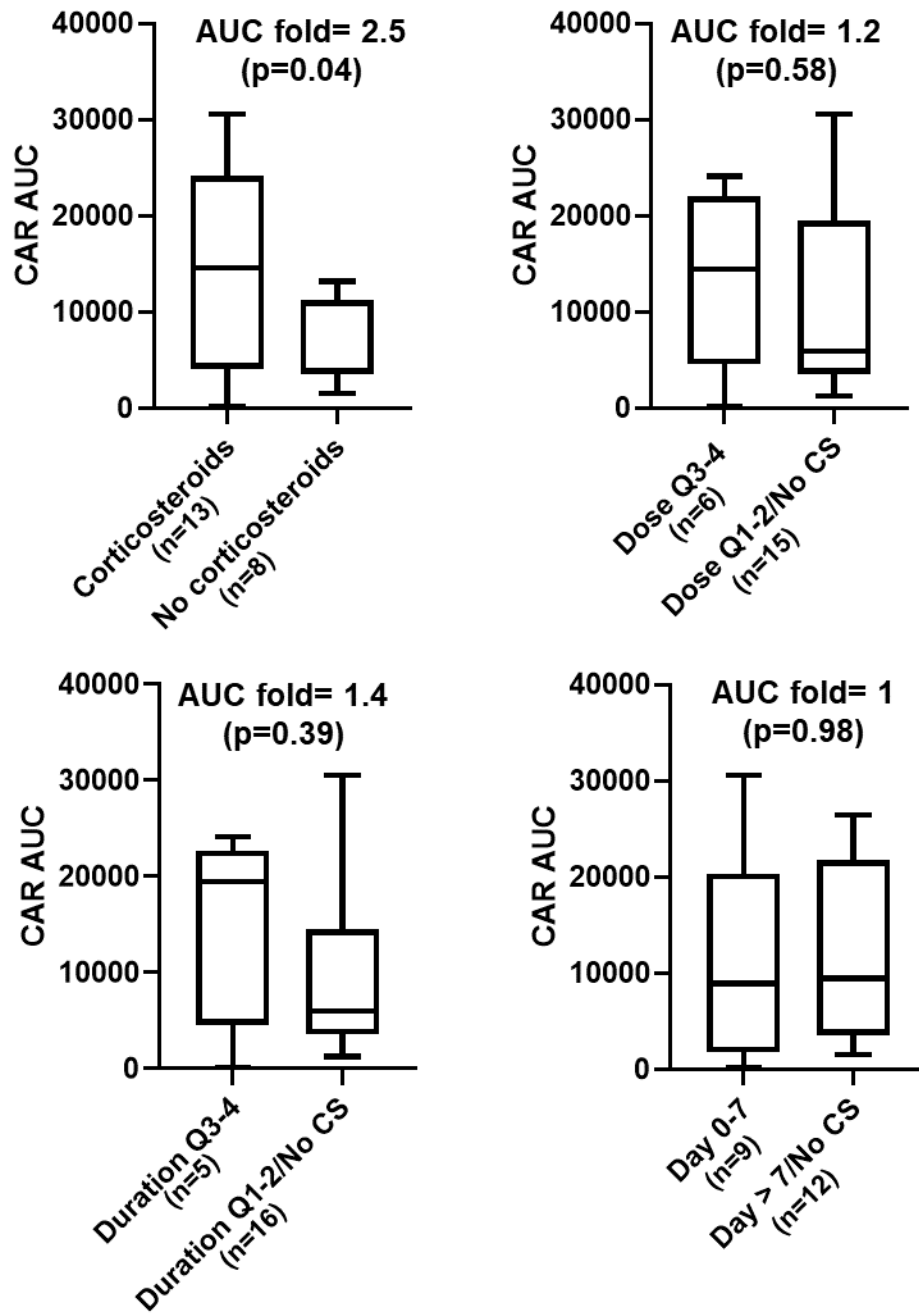 AUC fold= 2.5
(p=0.04)
CAR AUC
40000
30000
20000
10000
0
Corticosteroids
(n=13)
No corticosteroids
(n=8)
AUC fold= 1.2
(p=0.58)
CAR AUC
40000
30000
20000
10000
0
Dose Q3-4
(n=6)
Dose Q1-2/No CS
(n=15)
AUC fold= 1.4
(p=0.39)
CAR AUC
40000
30000
20000
10000
0
Duration Q3-4
(n=5)
Duration Q1-2/No CS
(n=16)
AUC fold= 1
(p=0.98)
CAR AUC
40000
30000
20000
10000
0
Day 0-7
(n=9)
Day > 7/No CS
(n=12)